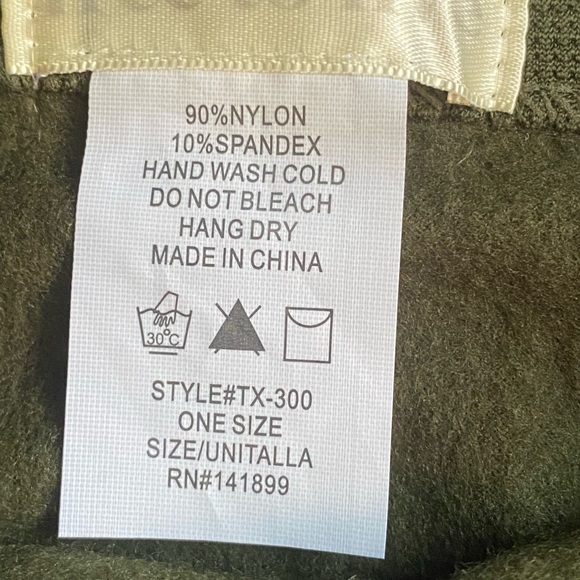 90%NYLON
10%SPANDEX
HAND WASH COLD
DO NOT BLEACH
HANG DRY
MADE IN CHINA
30°C
STYLE#TX-300
ONE SIZE
SIZE/UNITALLA
RN#141899